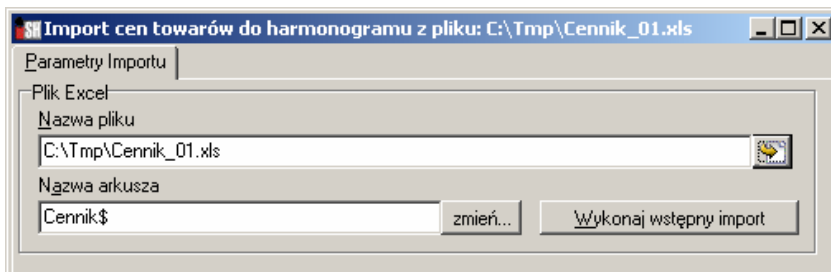 Import cen towarów do harmonogramu z pliku: C:\Tmp\Cennik_01.xls
Parametry Importu
Plik Excel
Nazwa pliku
C:\Tmp\Cennik_01.xls
Nazwa arkusza
Cennik$ zmień... Wykonaj wstępny import